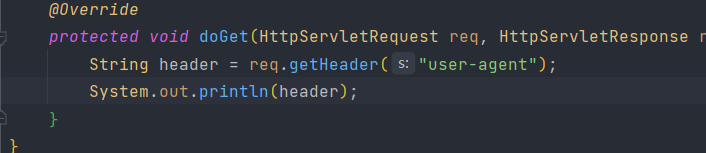 @Override
protected void doGet(HttpServletRequest req, HttpServletResponse r
String header = req.getHeader( s: "user-agent");
System.out.println(header);
}
}